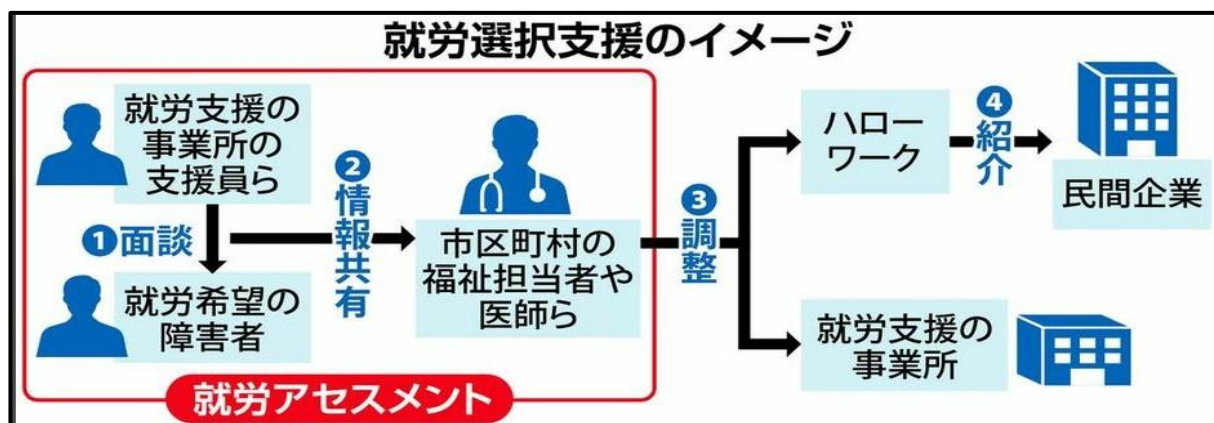 就労選択支援のイメージ
就労支援の
事業所の
支援員ら
❶面談
就労希望の
障害者
❷情報共有
市区町村の
福祉担当者や
医師ら
就労アセスメント
❸調整
ハロー
ワーク
❹紹介
民間企業
就労支援の
事業所